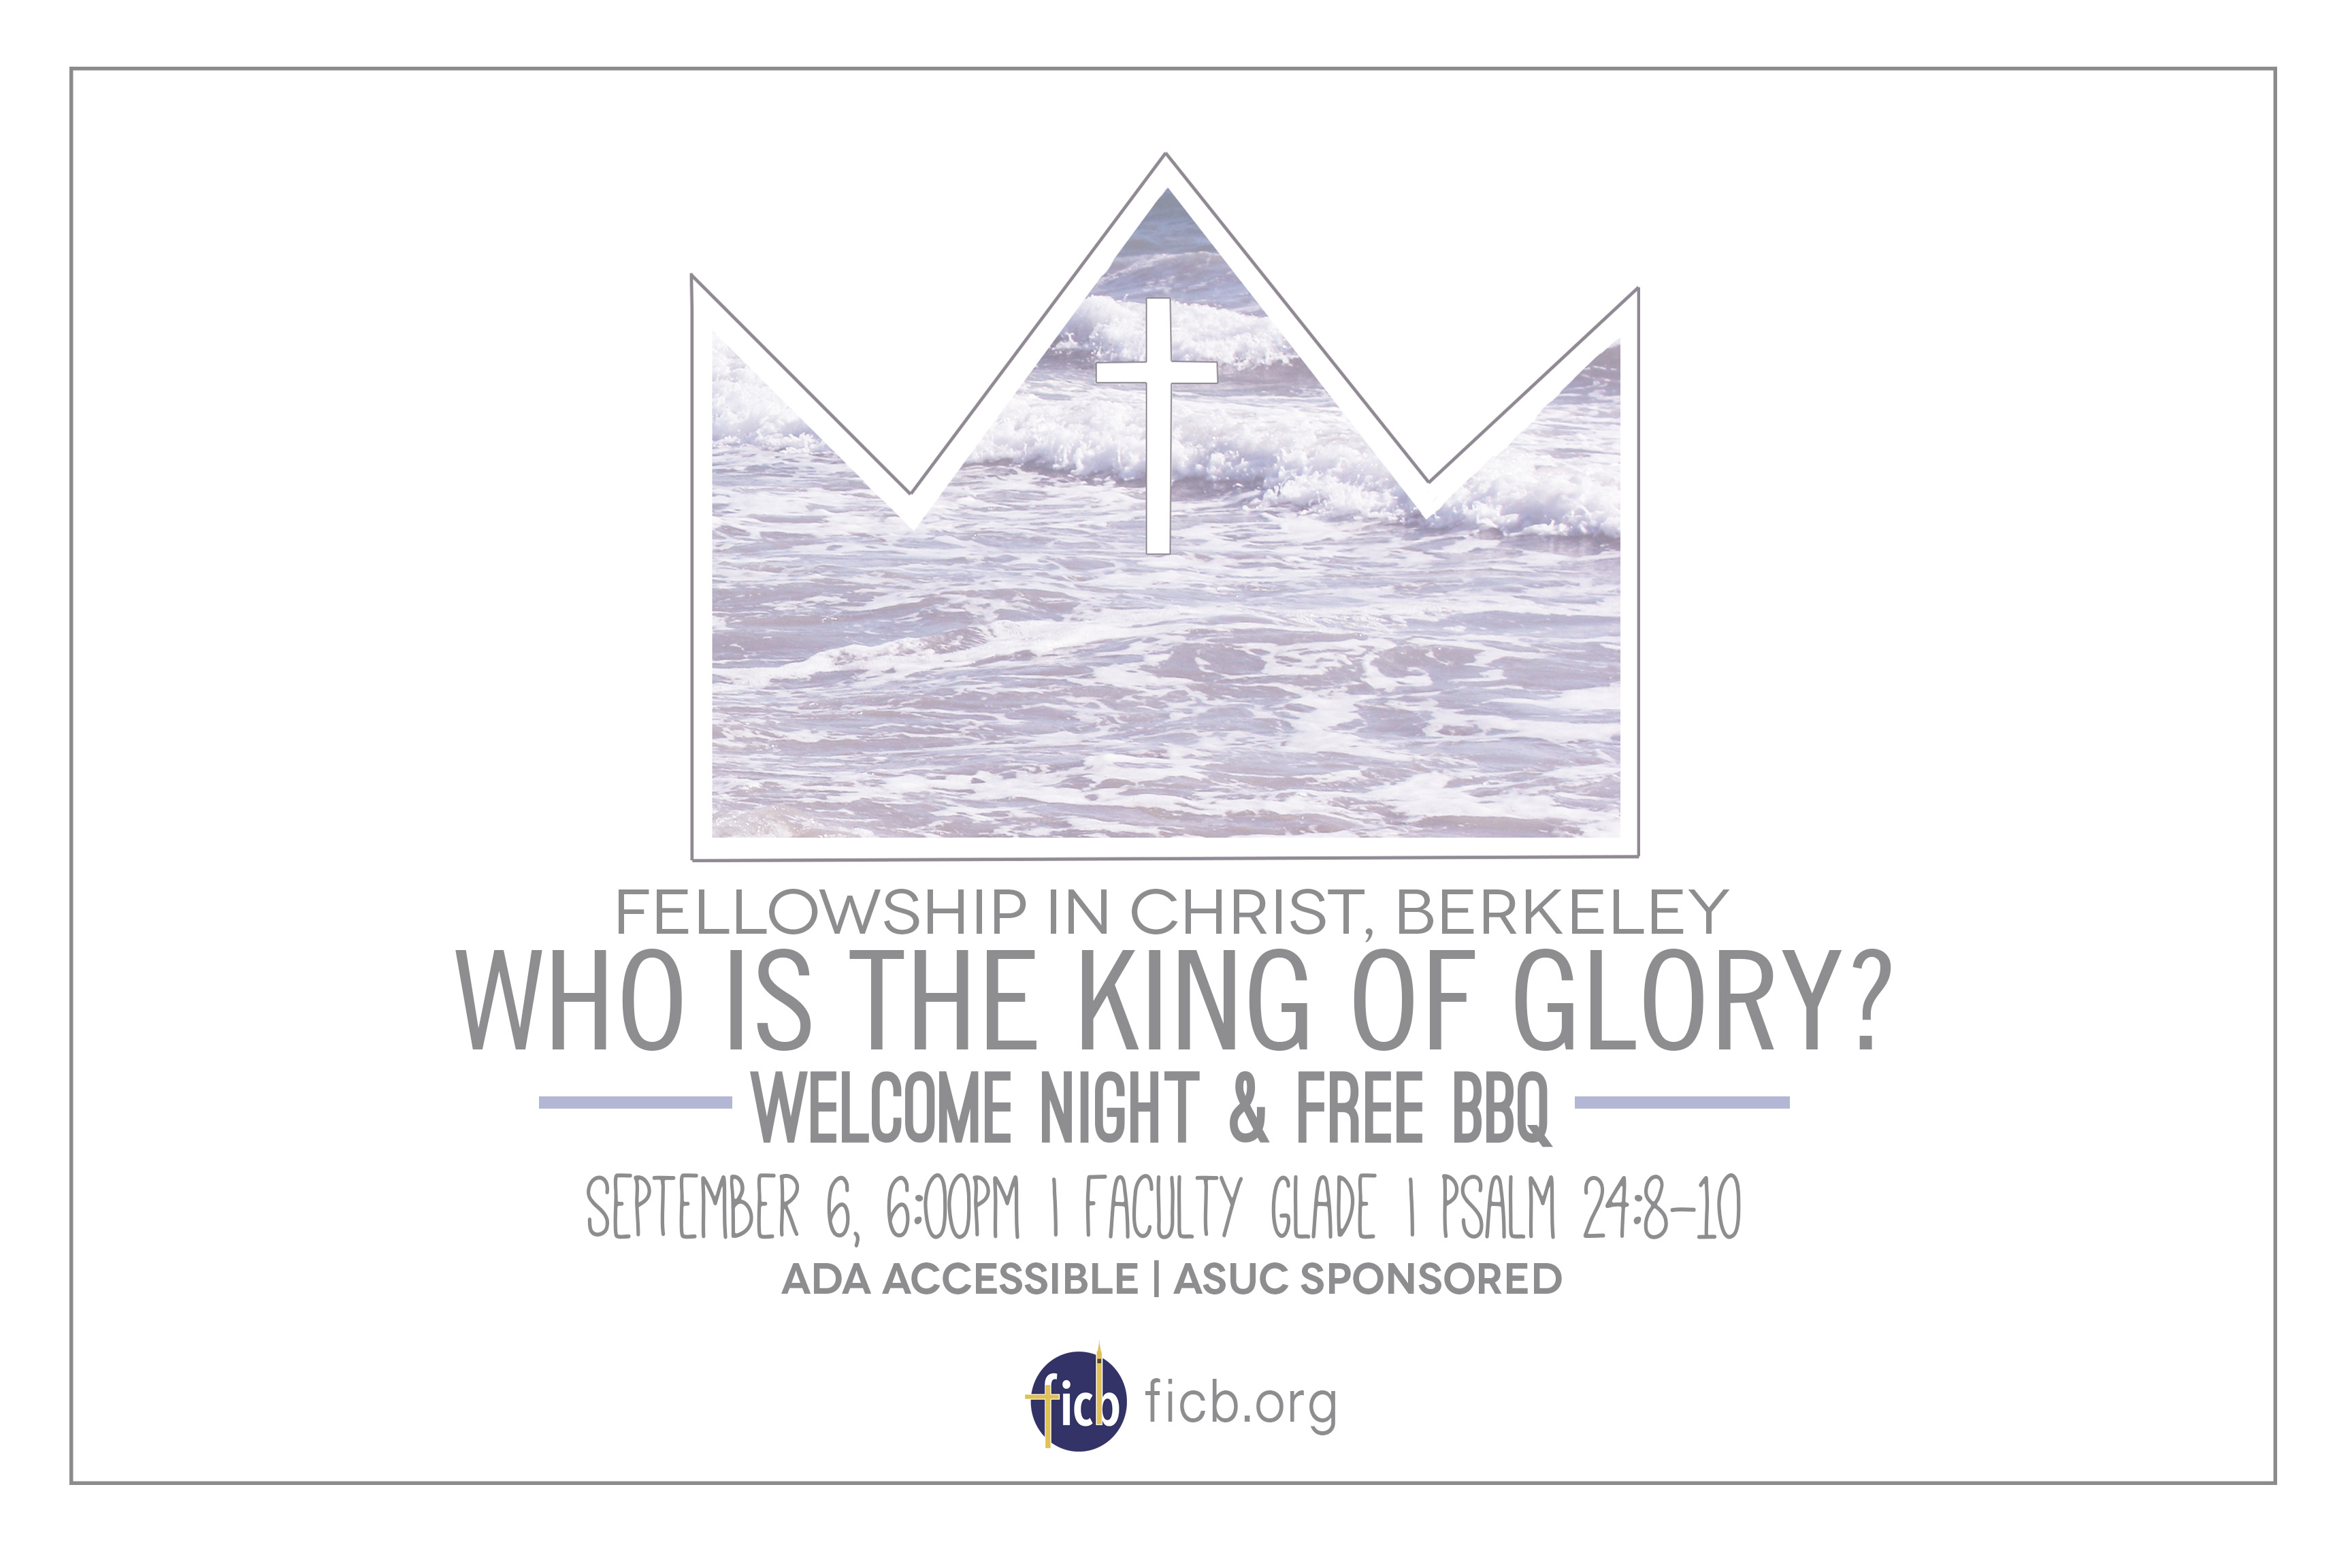 FELLOWSHIP IN CHRIST, BERKELEY
WHO IS THE KING OF GLORY?
WELCOME NIGHT & FREE BBQ
SEPTEMBER 6, 6:00PM | FACULTY GLADE | PSALM 24:8-10
ADA ACCESSIBLE | ASUC SPONSORED
ficb ficb.org